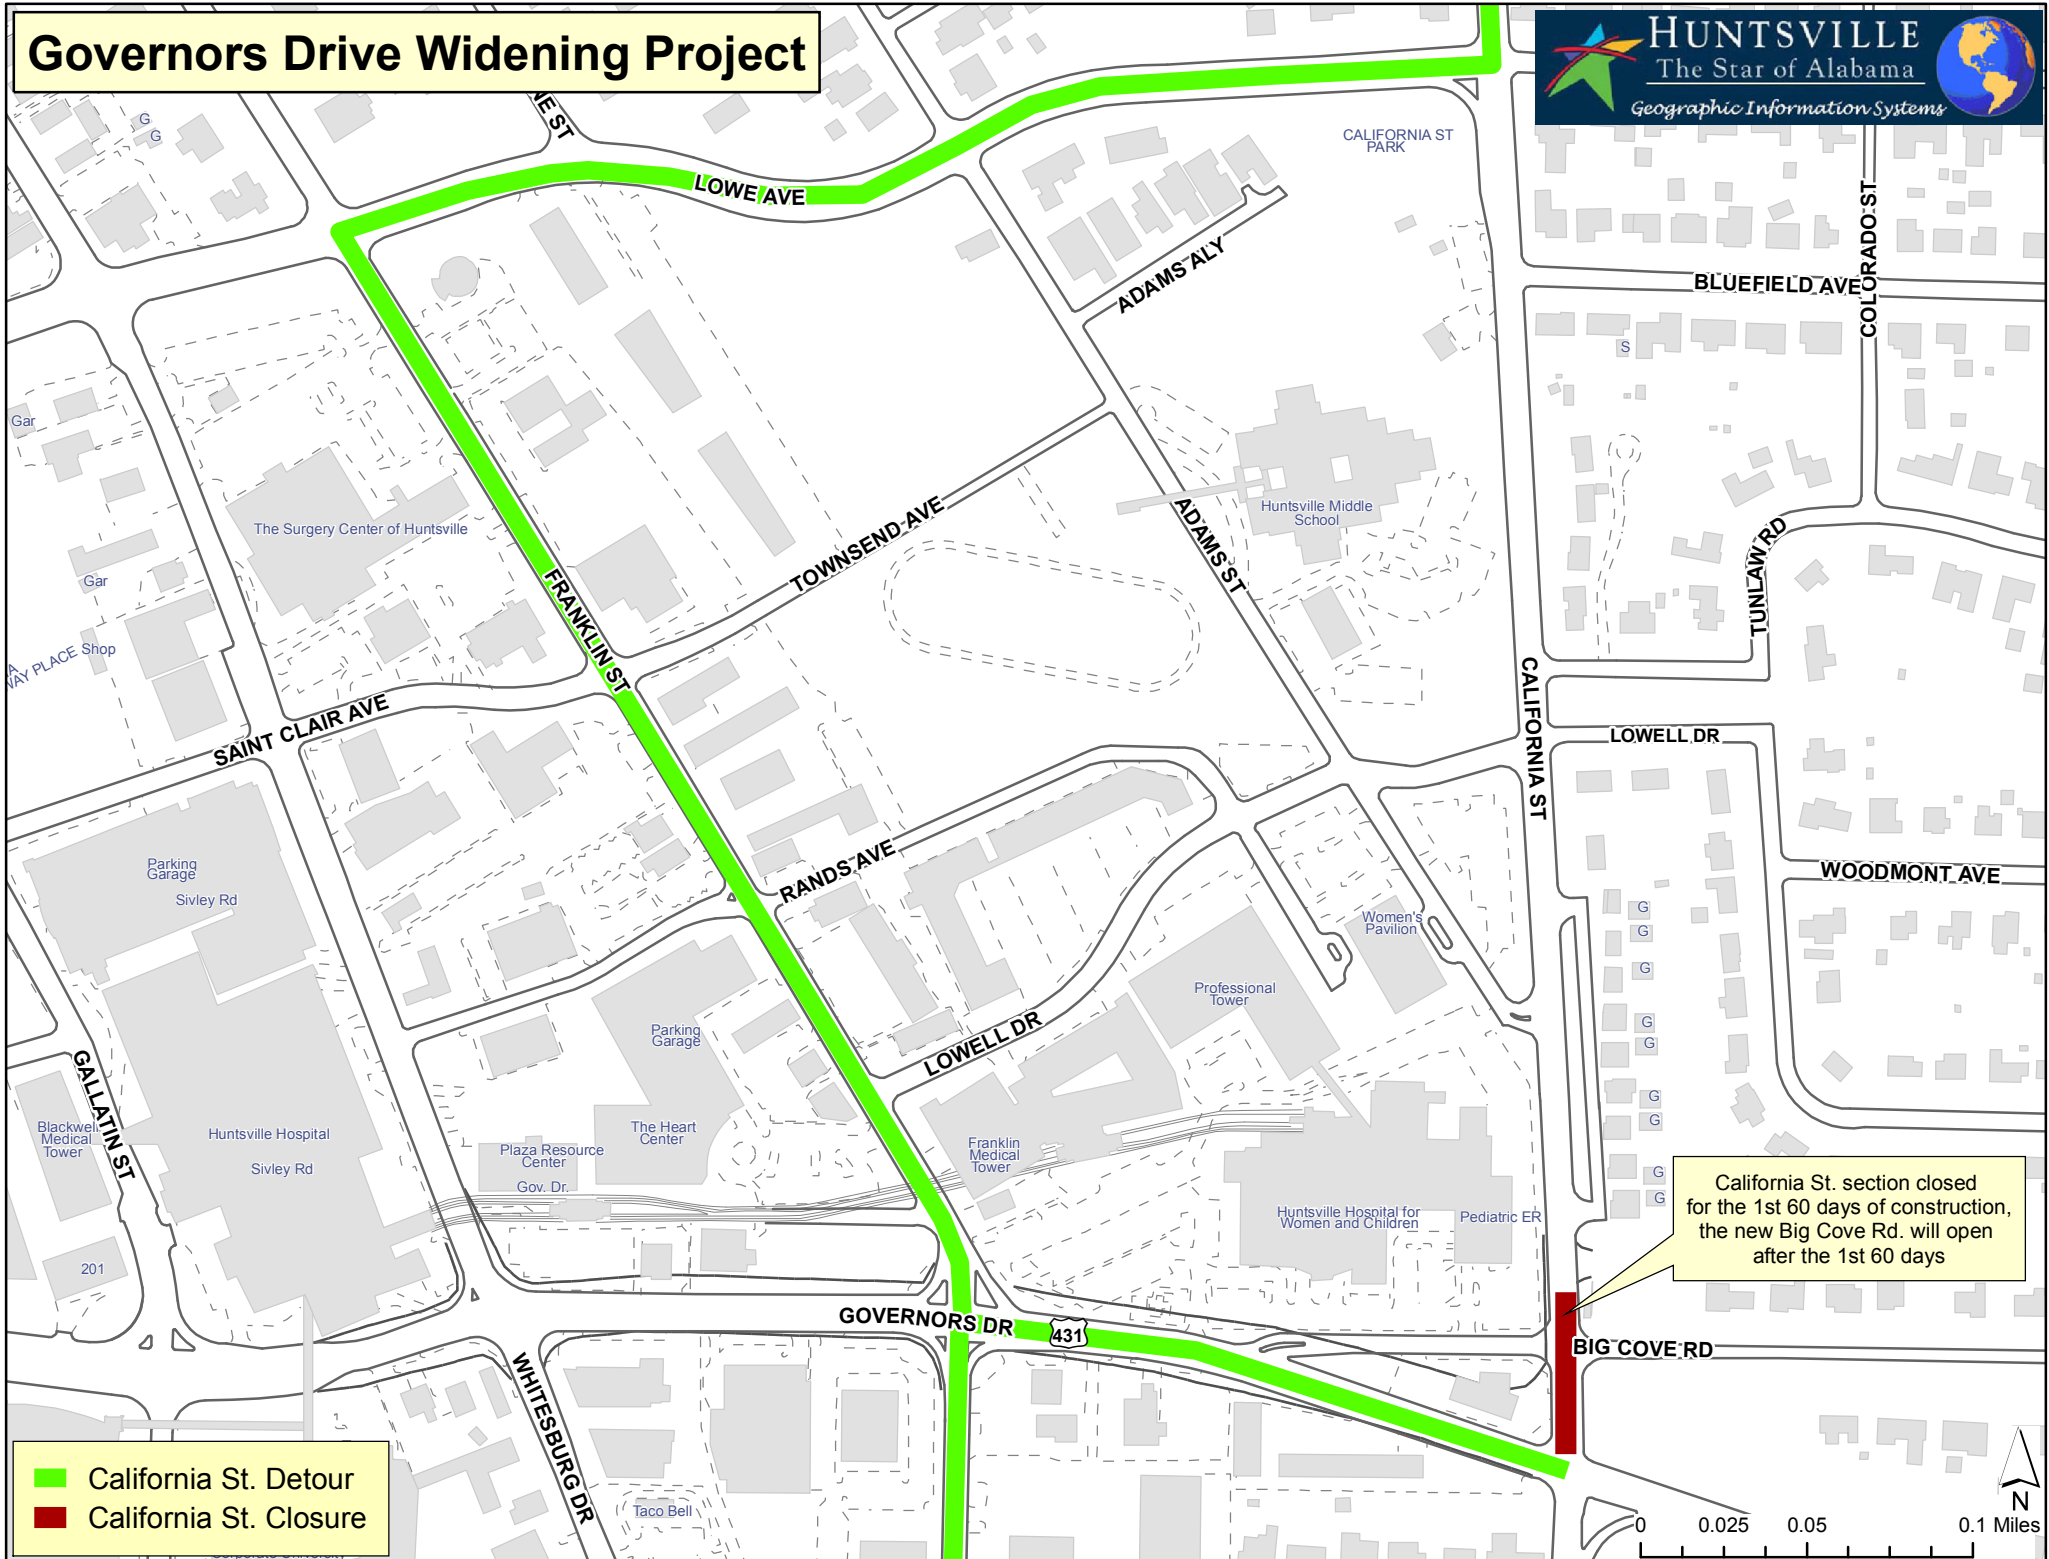 Governors Drive Widening Project
HUNTSVILLE
The Star of Alabama
Geographic Information Systems
NE ST
G
G
LOWE AVE
CALIFORNIA ST
PARK
COLORADO ST
ADAMS ALY
BLUEFIELD AVE
S
Gar
The Surgery Center of Huntsville
TOWNSEND AVE
ADAMS ST
Huntsville Middle
School
TUNLAW RD
Gar
FRANKLIN ST
A
WAY PLACE Shop
SAINT CLAIR AVE
CALIFORNIA ST
LOWELL DR
Parking
Garage
Sivley Rd
RANDS AVE
WOODMONT AVE
Women's
Pavilion
G
G
G
Professional
Tower
Parking
Garage
LOWELL DR
G
G
GALLATIN ST
Blackwell
Medical
Tower
Huntsville Hospital
Sivley Rd
The Heart
Center
Plaza Resource
Center
Gov. Dr.
Franklin
Medical
Tower
G
G
G
G
Huntsville Hospital for
Women and Children
Pediatric ER
California St. section closed
for the 1st 60 days of construction,
the new Big Cove Rd. will open
after the 1st 60 days
201
GOVERNORS DR
431
BIG COVE RD
WHITESBURG DR
Taco Bell
California St. Detour
California St. Closure
Corporate University
N
0 0.025 0.05 0.1 Miles